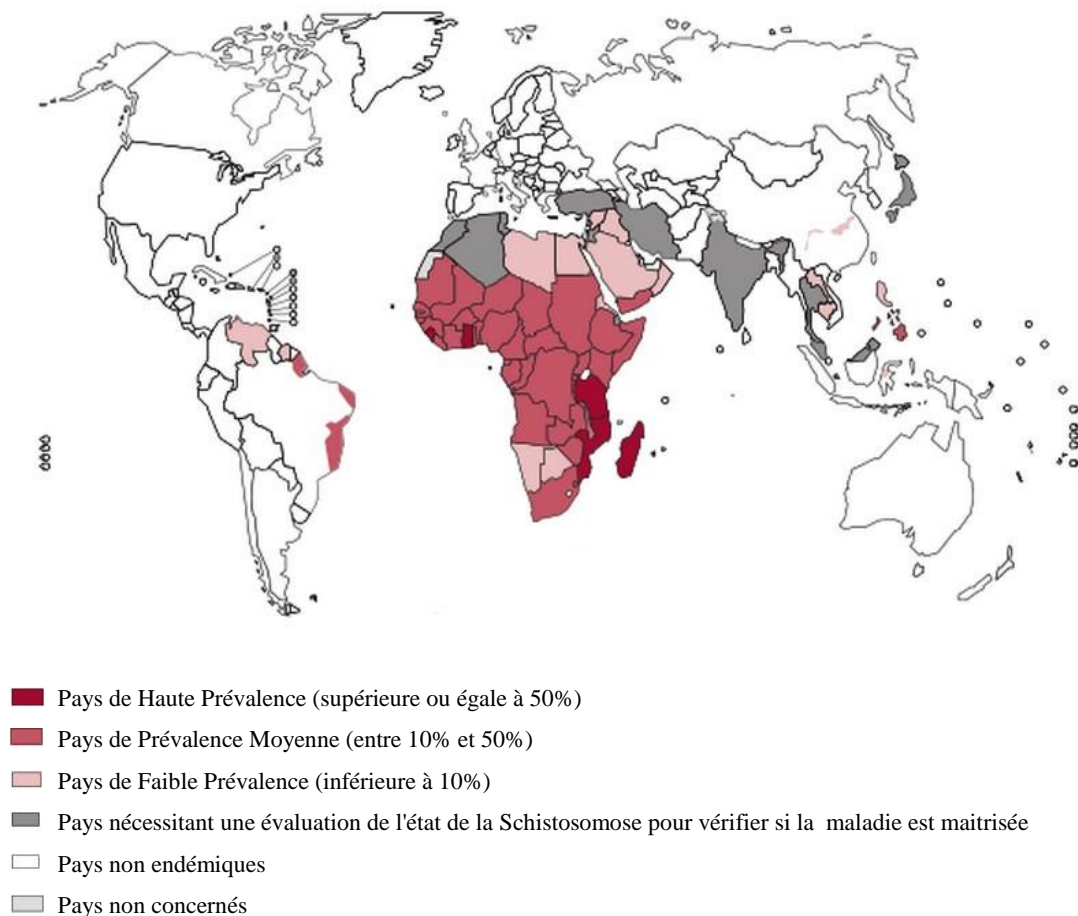 Pays de Haute Prévalence (supérieure ou égale à 50%)
Pays de Prévalence Moyenne (entre 10% et 50%)
Pays de Faible Prévalence (inférieure à 10%)
Pays nécessitant une évaluation de l'état de la Schistosomose pour vérifier si la maladie est maitrisée
Pays non endémiques
Pays non concernés